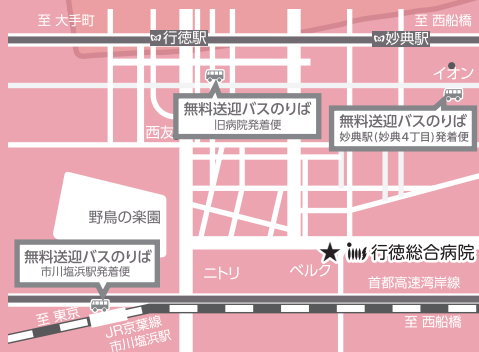 至 大手町
至 西船橋
行徳駅
妙典駅
イオン
無料送迎バスのりば
旧病院発着便
無料送迎バスのりば
妙典駅(妙典4丁目)発着便
西友
野鳥の楽園
無料送迎バスのりば
市川塩浜駅発着便
ims 行徳総合病院
ニトリ
ベルク
首都高速湾岸線
至 東京
至 西船橋
JR京葉線
市川塩浜駅